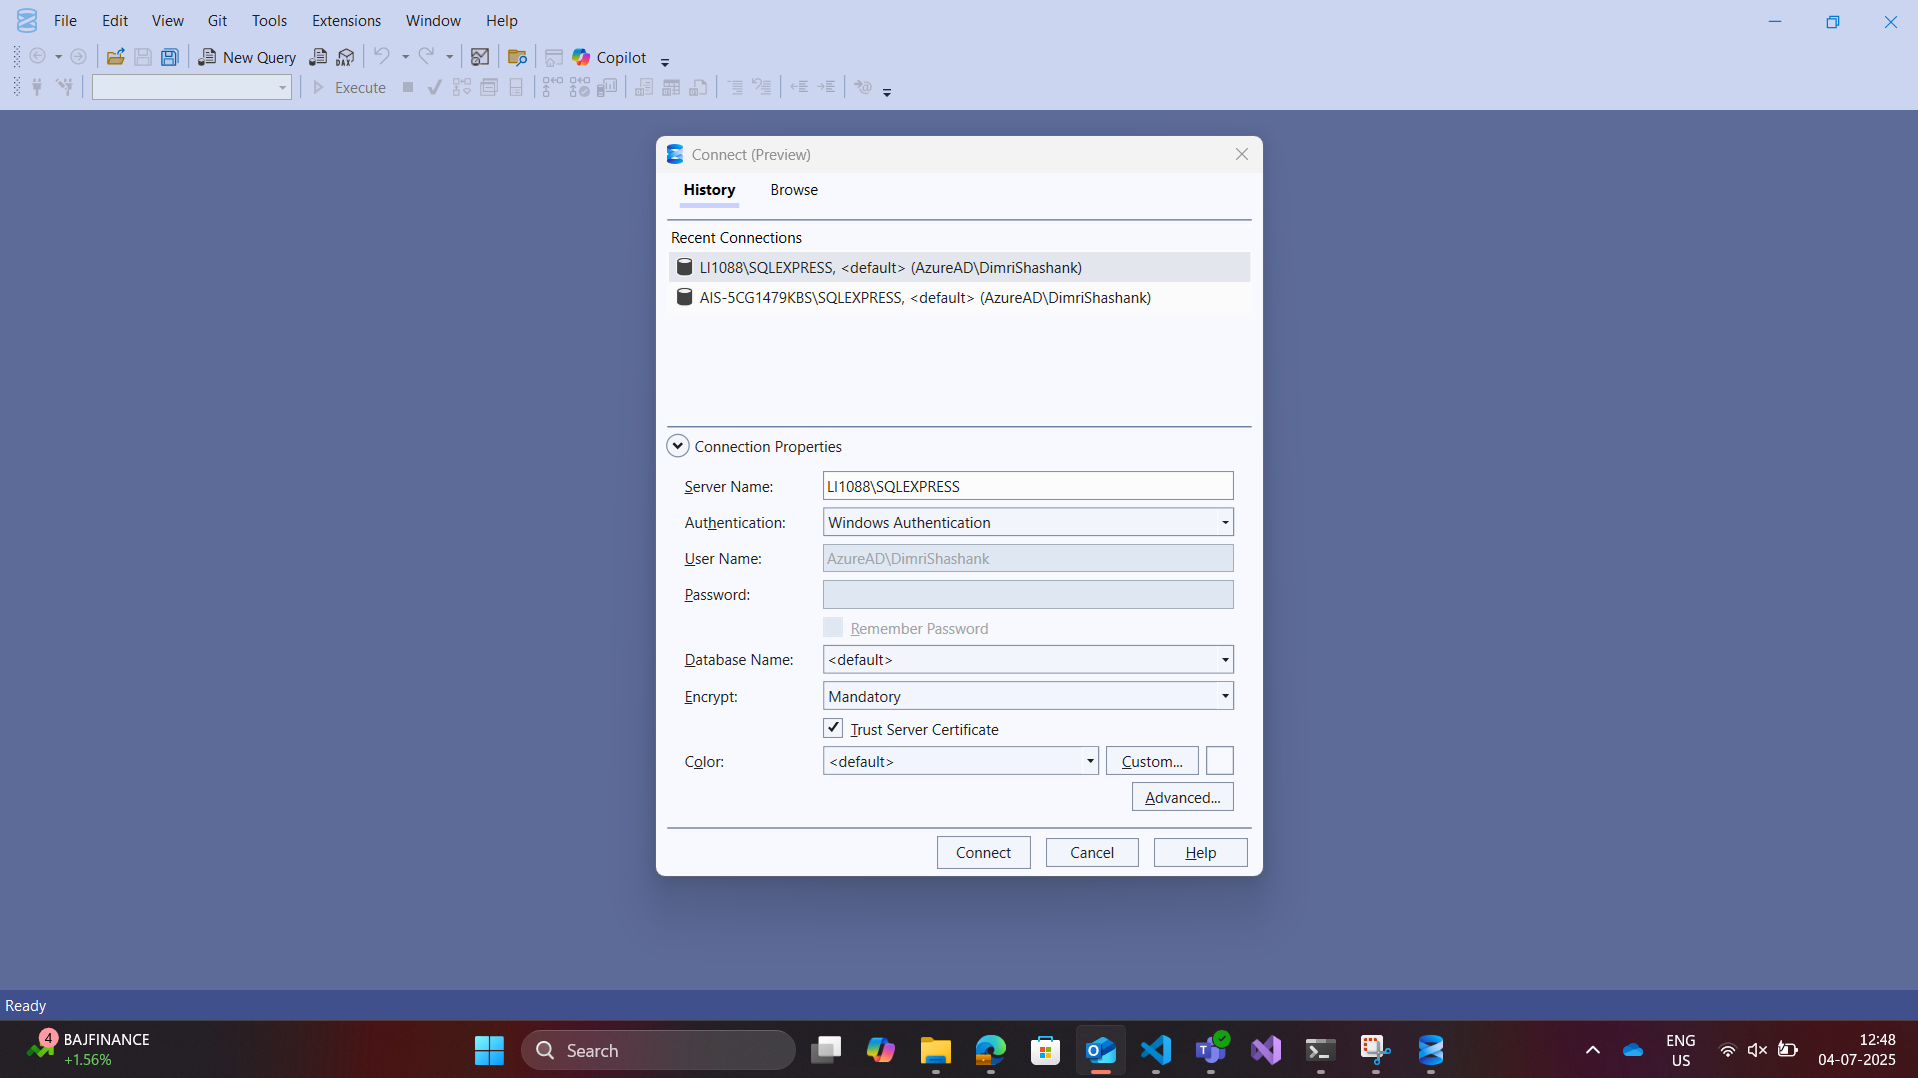 File Edit View Git Tools Extensions Window Help
New Query DAX Copilot
Execute
Connect (Preview)
History Browse
Recent Connections
LI1088\SQLEXPRESS, <default> (AzureAD\DimriShashank)
AIS-5CG1479KBS\SQLEXPRESS, <default> (AzureAD\DimriShashank)
Connection Properties
Server Name: LI1088\SQLEXPRESS
Authentication: Windows Authentication
User Name: AzureAD\DimriShashank
Password:
Remember Password
Database Name: <default>
Encrypt: Mandatory
Trust Server Certificate
Color: <default> Custom...
Advanced...
Connect Cancel Help
Ready
4 BAJFINANCE
+1.56%
Search
ENG
US
12:48
04-07-2025